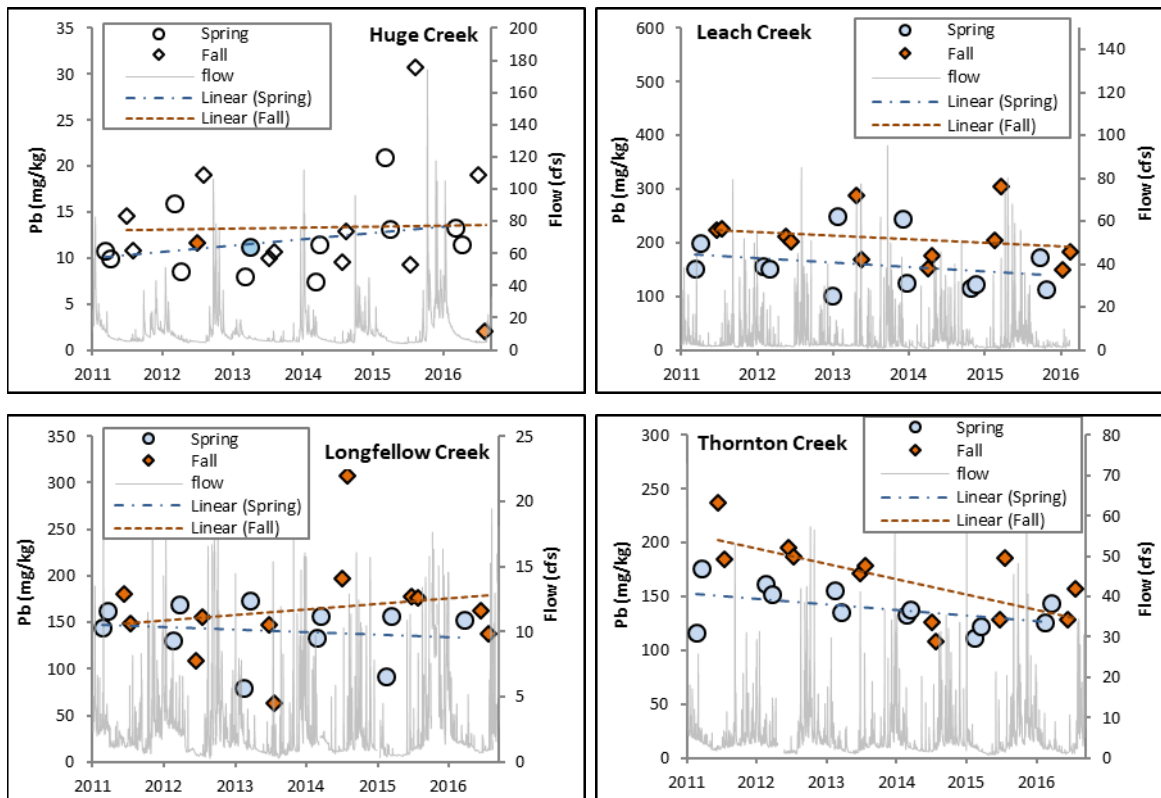 Huge Creek
Spring
Fall
flow
Linear (Spring)
Linear (Fall)
Pb (mg/kg)
35
30
25
20
15
10
5
0
Flow (cfs)
200
180
160
140
120
100
80
60
40
20
0
2011 2012 2013 2014 2015 2016
Leach Creek
Spring
Fall
flow
Linear (Spring)
Linear (Fall)
Pb (mg/kg)
600
500
400
300
200
100
0
Flow (cfs)
140
120
100
80
60
40
20
0
2011 2012 2013 2014 2015 2016
Longfellow Creek
Spring
Fall
flow
Linear (Spring)
Linear (Fall)
Pb (mg/kg)
350
300
250
200
150
100
50
0
Flow (cfs)
25
20
15
10
5
0
2011 2012 2013 2014 2015 2016
Thornton Creek
Spring
Fall
flow
Linear (Spring)
Linear (Fall)
Pb (mg/kg)
300
250
200
150
100
50
0
Flow (cfs)
80
70
60
50
40
30
20
10
0
2011 2012 2013 2014 2015 2016